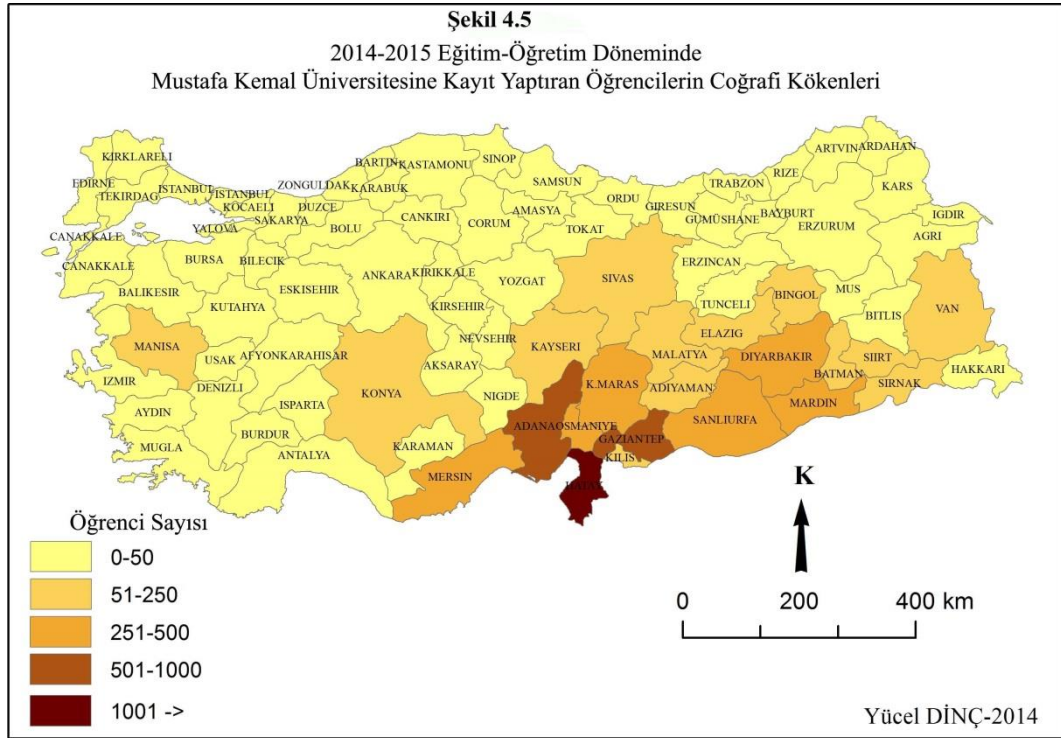 Şekil 4.5
2014-2015 Eğitim-Öğretim Döneminde
Mustafa Kemal Üniversitesine Kayıt Yaptıran Öğrencilerin Coğrafi Kökenleri
KIRKLARELI
EDIRNE
TEKIRDAG
ISTANBUL
ISTANBUL
KOCAELI
YALOVA
SAKARYA
DUZCE
ZONGULDAK
BARTIN
KARABUK
KASTAMONU
SINOP
SAMSUN
ORDU
GIRESUN
TRABZON
RIZE
ARTVIN
ARDAHAN
KARS
IGDIR
AGRI
ERZURUM
BAYBURT
GUMÜSHANE
ERZINCAN
TOKAT
AMASYA
CORUM
CANKIRI
BOLU
BILECIK
BURSA
CANAKKALE
CANAKKALE
BALIKESIR
KUTAHYA
ESKISEHIR
ANKARA
KIRIKKALE
KIRSEHIR
YOZGAT
SIVAS
TUNCELI
BINGOL
MUS
BITLIS
VAN
HAKKARI
SIRNAK
SIIRT
BATMAN
DIYARBAKIR
MARDIN
ELAZIG
MALATYA
ADIYAMAN
SANLIURFA
K.MARAS
KAYSERI
NEVSEHIR
AKSARAY
NIGDE
KONYA
KARAMAN
MERSIN
ADANA
OSMANIYE
GAZIANTEP
KILIS
HATAY
MANISA
USAK
AFYONKARAHISAR
IZMIR
DENIZLI
ISPARTA
AYDIN
BURDUR
MUGLA
ANTALYA
K
Öğrenci Sayısı
0-50
51-250
251-500
501-1000
1001 ->
0 200 400 km
Yücel DİNÇ-2014